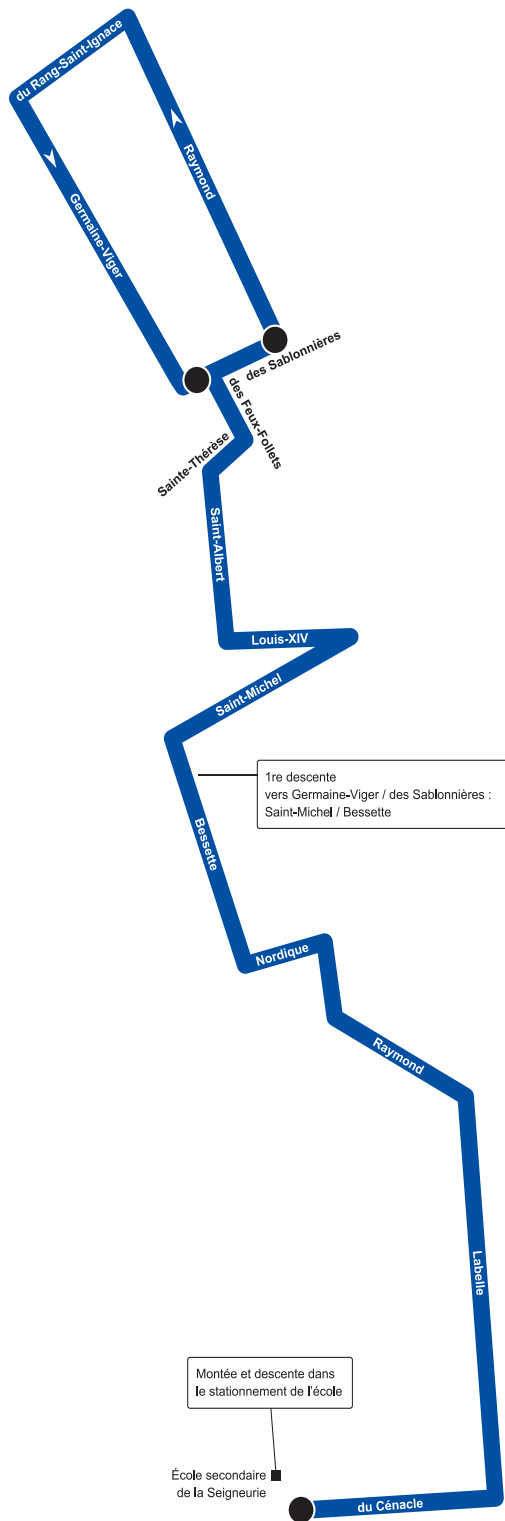 du Rang-Saint-Ignace
Raymond
Germaine-Viger
des Sablonnières
des Feux-Follets
Sainte-Thérèse
Saint-Albert
Louis-XIV
Saint-Michel
1re descente
vers Germaine-Viger / des Sablonnières :
Saint-Michel / Bessette
Bessette
Nordique
Raymond
Labelle
Montée et descente dans
le stationnement de l'école
École secondaire
de la Seigneurie
du Cénacle